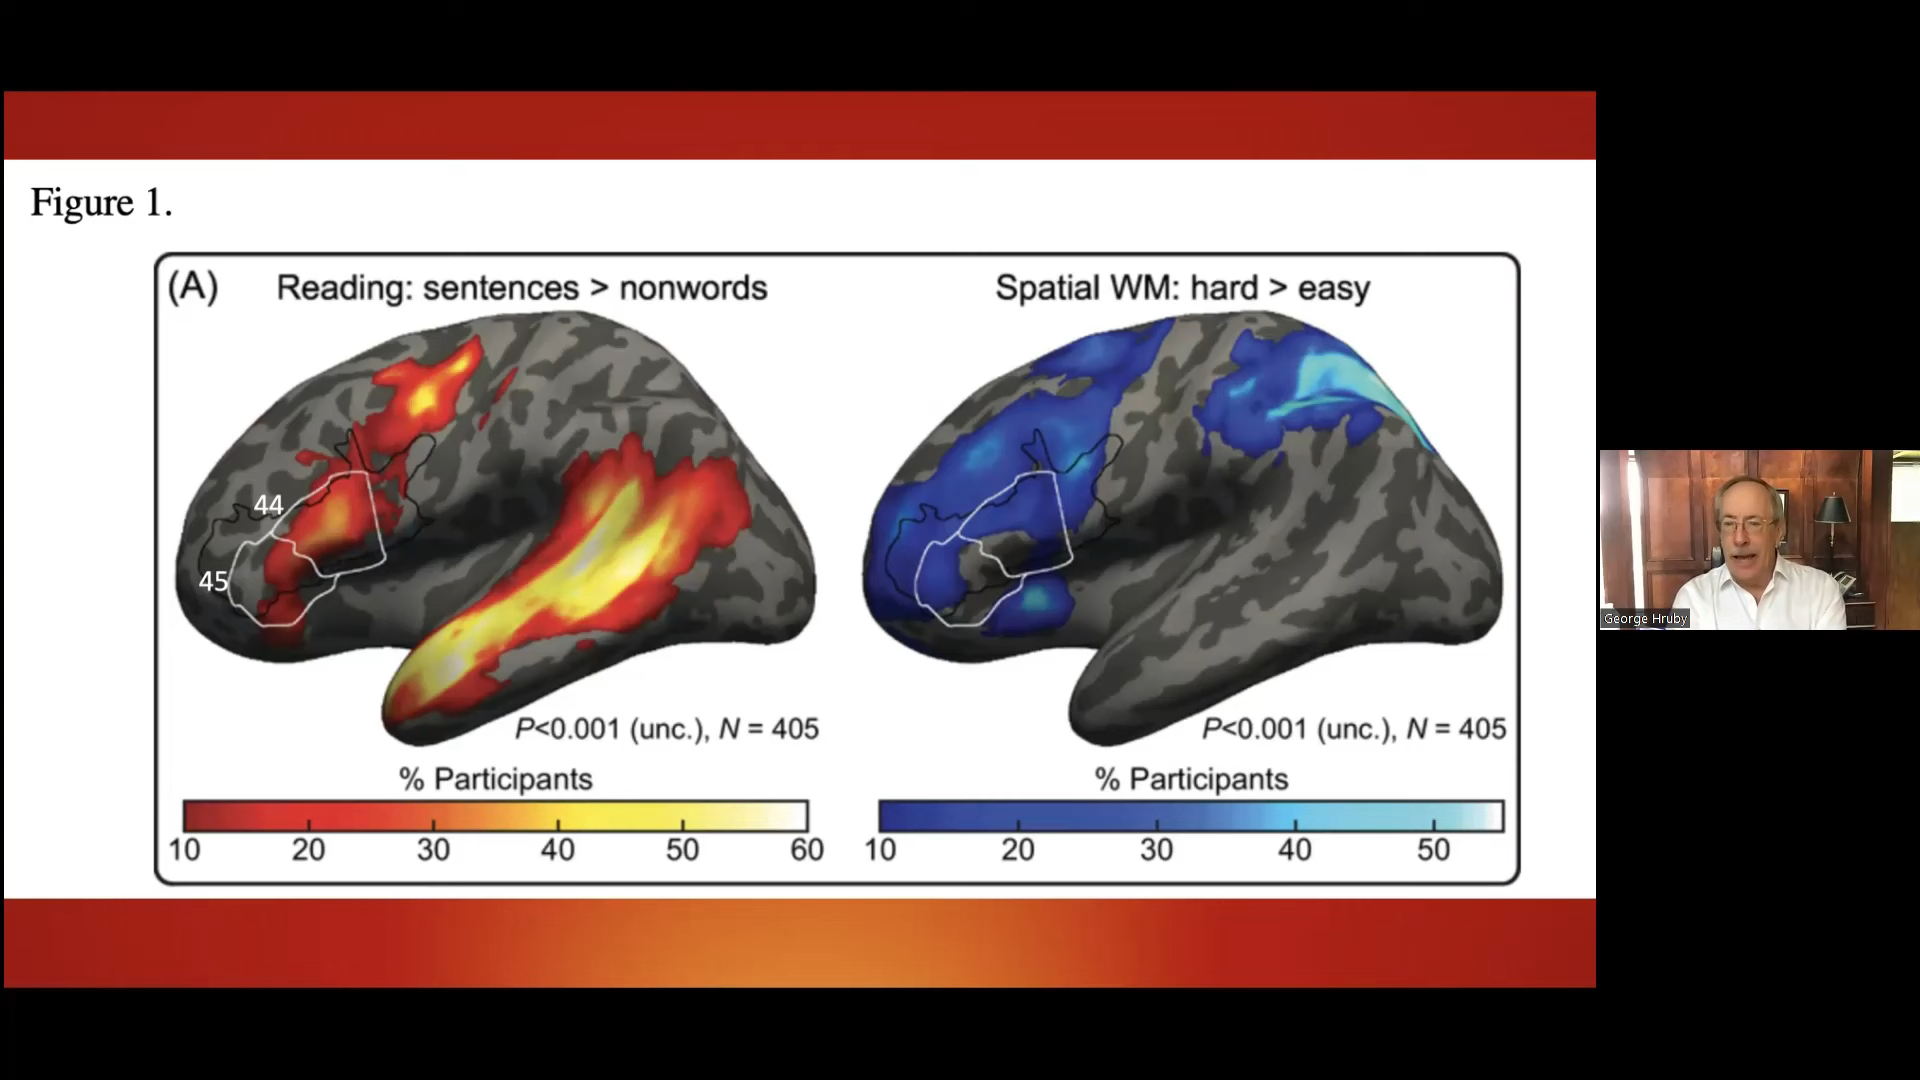 Figure 1.
(A) Reading: sentences > nonwords
Spatial WM: hard > easy
44
45
P<0.001 (unc.), N = 405
P<0.001 (unc.), N = 405
% Participants
% Participants
10 20 30 40 50 60
10 20 30 40 50
George Hruby